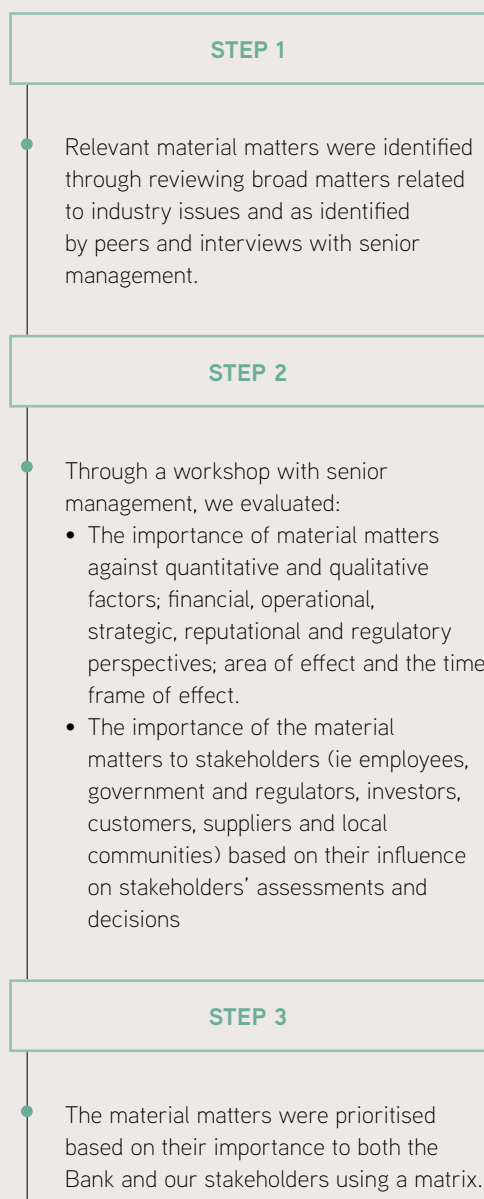 STEP 1
Relevant material matters were identified
through reviewing broad matters related
to industry issues and as identified
by peers and interviews with senior
management.
STEP 2
Through a workshop with senior
management, we evaluated:
• The importance of material matters
against quantitative and qualitative
factors; financial, operational,
strategic, reputational and regulatory
perspectives; area of effect and the time
frame of effect.
• The importance of the material
matters to stakeholders (ie employees,
government and regulators, investors,
customers, suppliers and local
communities) based on their influence
on stakeholders’ assessments and
decisions
STEP 3
The material matters were prioritised
based on their importance to both the
Bank and our stakeholders using a matrix.